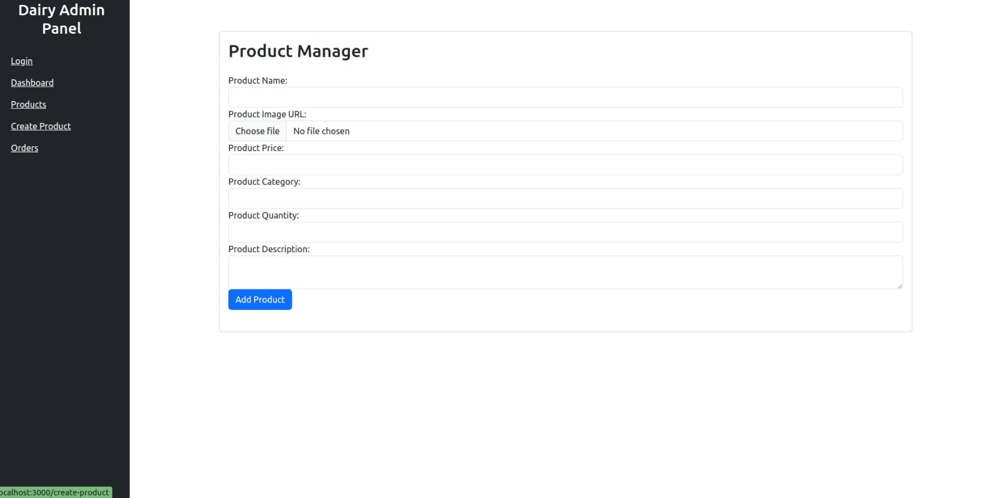 Dairy Admin
Panel
Login
Dashboard
Products
Create Product
Orders
Product Manager
Product Name:
Product Image URL:
Choose file No file chosen
Product Price:
Product Category:
Product Quantity:
Product Description:
Add Product
ocalhost:3000/create-product